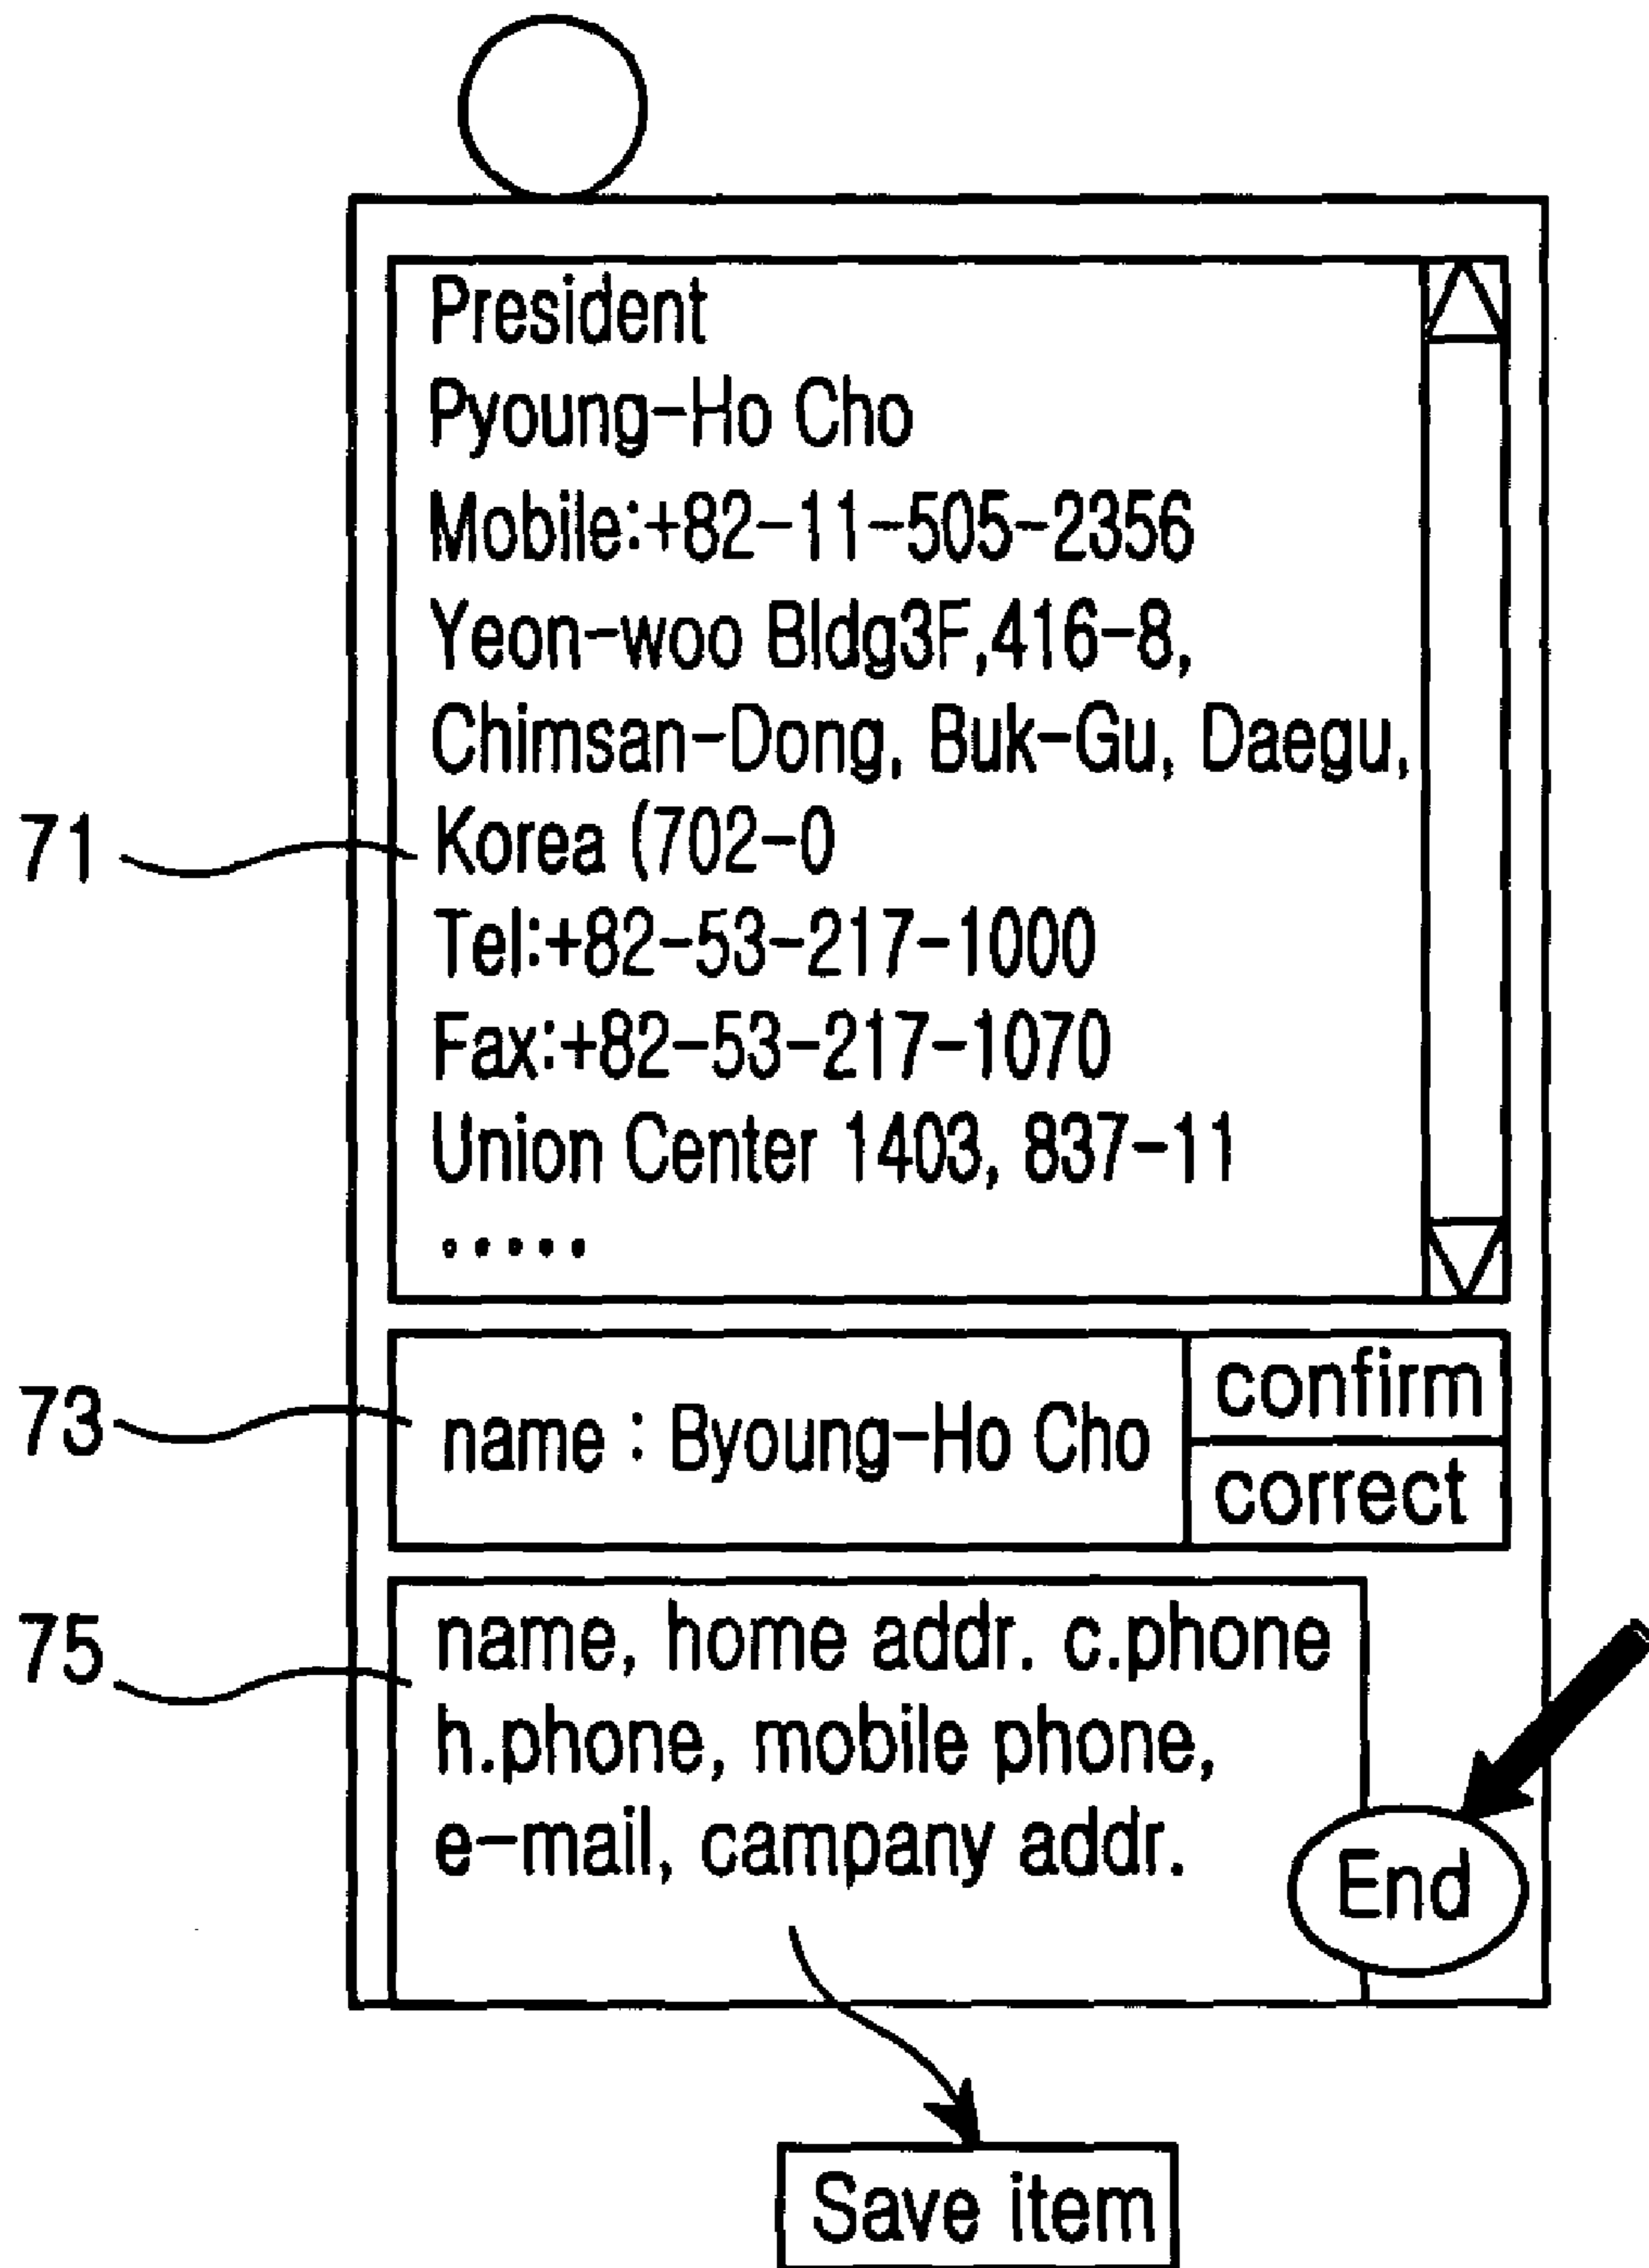 President
Pyoung-Ho Cho
Mobile:+82-11-505-2356
Yeon-woo Bldg3F,416-8,
Chimsan-Dong, Buk-Gu, Daegu,
71
Korea (702-0
Tel:+82-53-217-1000
Fax:+82-53-217-1070
Union Center 1403, 837-11
.....
73
name : Byoung-Ho Cho
confirm
correct
75
name, home addr. c.phone
h.phone, mobile phone,
e-mail, campany addr.
End
Save item